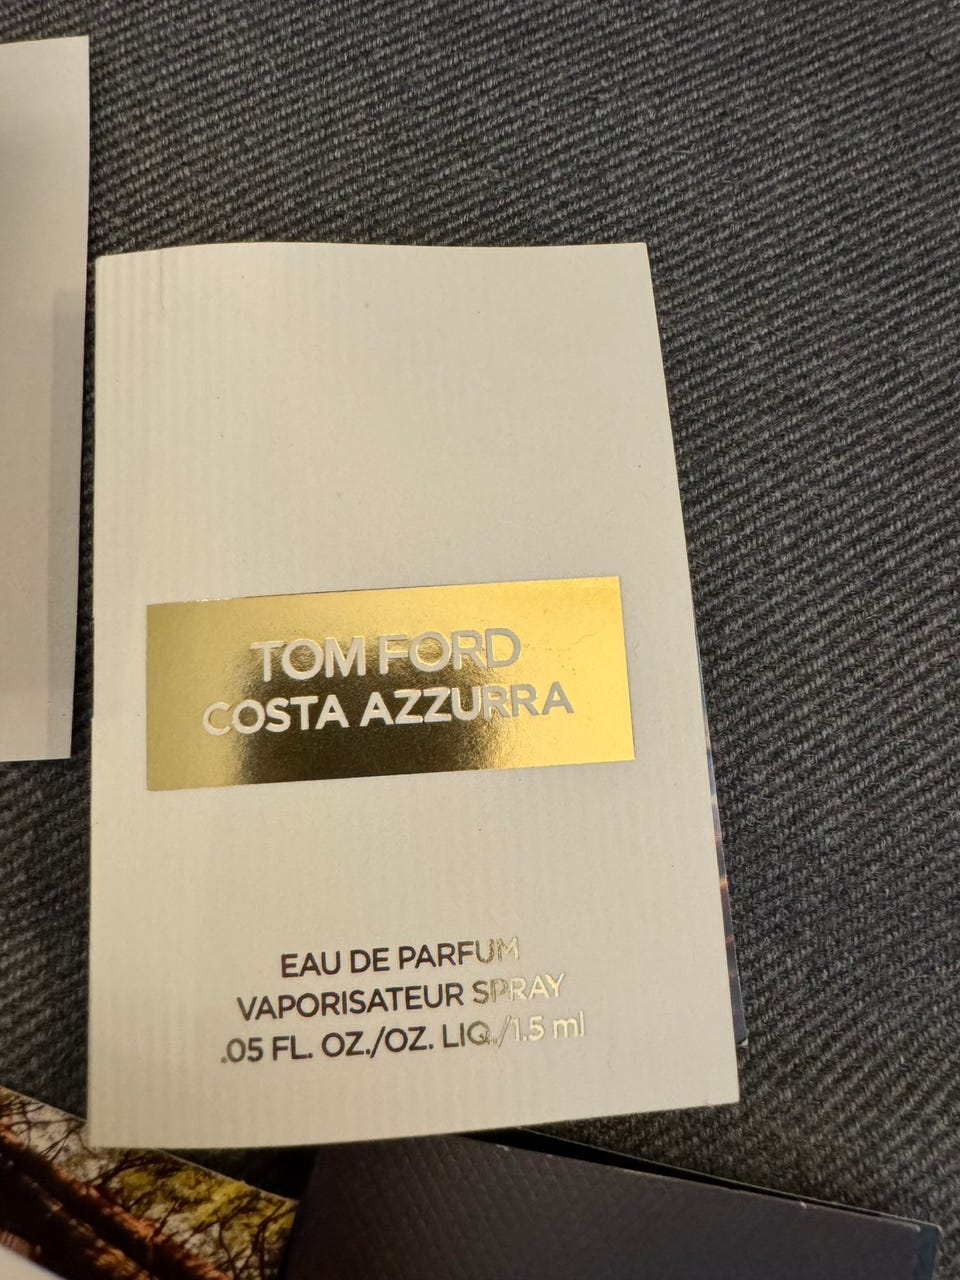 TOM FORD
COSTA AZZURRA
EAU DE PARFUM
VAPORISATEUR SPRAY
.05 FL. OZ./OZ. LIQ./1.5 ml